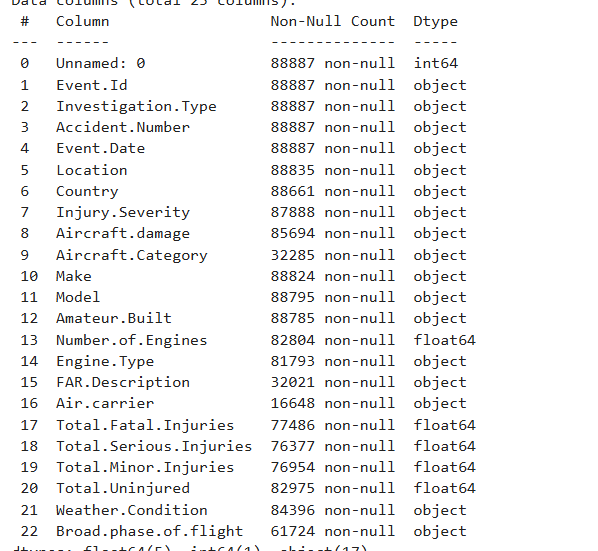 Data columns (total 23 columns):
 #   Column                  Non-Null Count  Dtype
---  ------                  --------------  -----
 0   Unnamed: 0              88887 non-null  int64
 1   Event.Id                88887 non-null  object
 2   Investigation.Type      88887 non-null  object
 3   Accident.Number         88887 non-null  object
 4   Event.Date              88887 non-null  object
 5   Location                88835 non-null  object
 6   Country                 88661 non-null  object
 7   Injury.Severity         87888 non-null  object
 8   Aircraft.damage         85694 non-null  object
 9   Aircraft.Category       32285 non-null  object
 10  Make                    88824 non-null  object
 11  Model                   88795 non-null  object
 12  Amateur.Built           88785 non-null  object
 13  Number.of.Engines       82804 non-null  float64
 14  Engine.Type             81793 non-null  object
 15  FAR.Description         32021 non-null  object
 16  Air.carrier             16648 non-null  object
 17  Total.Fatal.Injuries    77486 non-null  float64
 18  Total.Serious.Injuries  76377 non-null  float64
 19  Total.Minor.Injuries    76954 non-null  float64
 20  Total.Uninjured         82975 non-null  float64
 21  Weather.Condition       84396 non-null  object
 22  Broad.phase.of.flight   61724 non-null  object
dtypes: float64(5), int64(1), object(17)